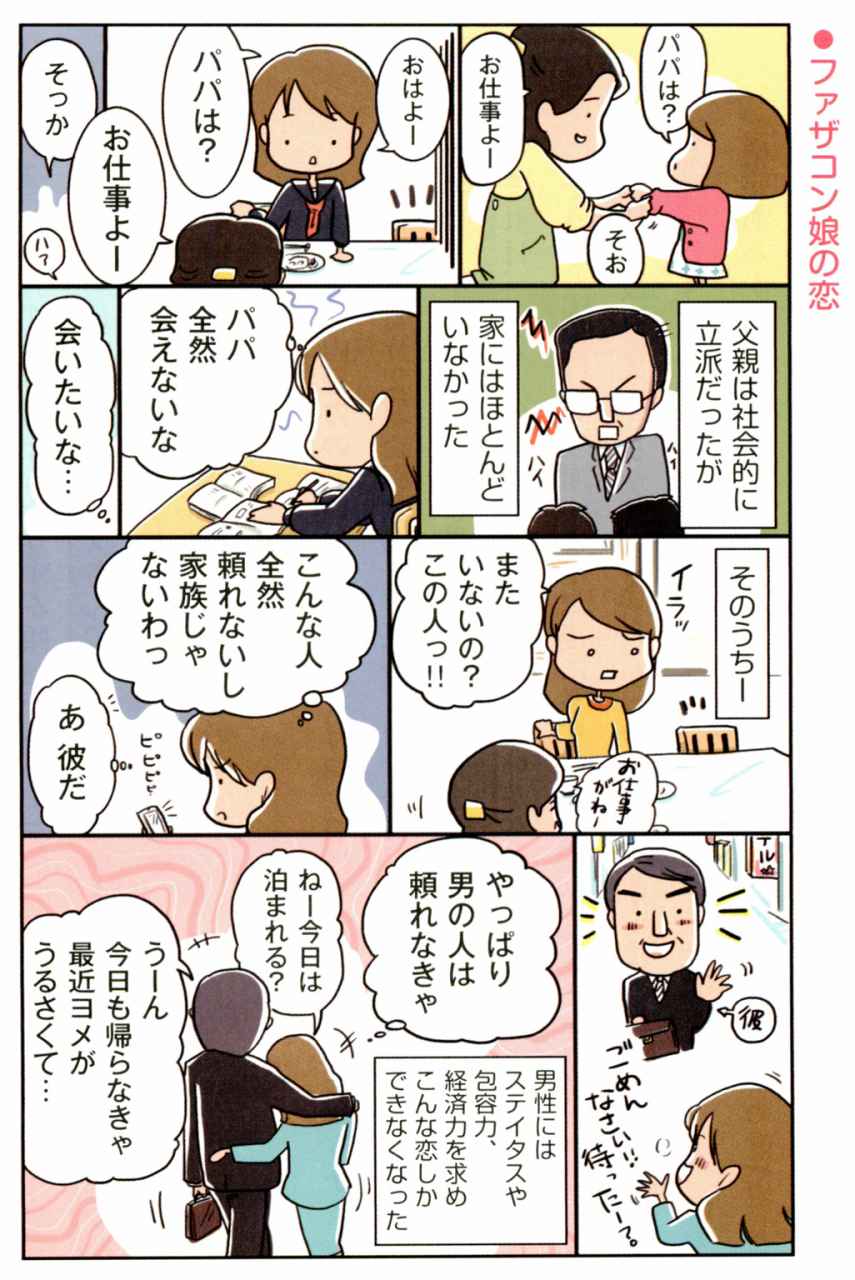 ●ファザコン娘の恋
パパは？
お仕事よー
そお
おはよー
パパは？
お仕事よー
そっか
ハァ
父親は社会的に
立派だったが
家にはほとんど
いなかった
ハイ
ハイ
パパ
全然
会えないな
会いたいな…
そのうちー
イラッ
また
いないの？
この人っ!!
お仕事
がねー
こんな人
全然
頼れないし
家族じゃ
ないわっ
ピピピピ
あ 彼だ
テル
彼
ごめん
なさい!!
待ったー？。
やっぱり
男の人は
頼れなきゃ
男性には
ステイタスや
包容力、
経済力を求め
こんな恋しか
できなくなった
ねー今日は
泊まれる？
うーん
今日も帰らなきゃ
最近ヨメが
うるさくて…